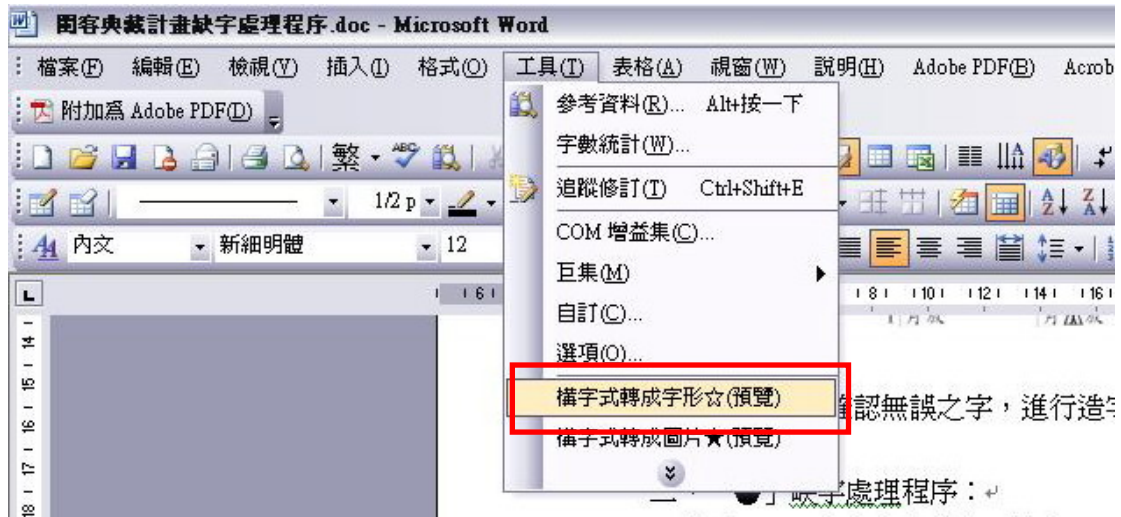 閩客典藏計畫缺字處理程序.doc - Microsoft Word
檔案(F) 編輯(E) 檢視(V) 插入(I) 格式(O) 工具(T) 表格(A) 視窗(W) 說明(H) Adobe PDF(B) Acrob
附加為 Adobe PDF(D)
參考資料(R)... Alt+按一下
字數統計(W)...
繁
追蹤修訂(T) Ctrl+Shift+E
1/2 p
COM 增益集(C)...
內文 新細明體 12
巨集(M)
自訂(C)...
選項(O)...
構字式轉成字形☆(預覽)
確認無誤之字，進行造字
構字式轉成圖片★(預覽)
缺字處理程序：